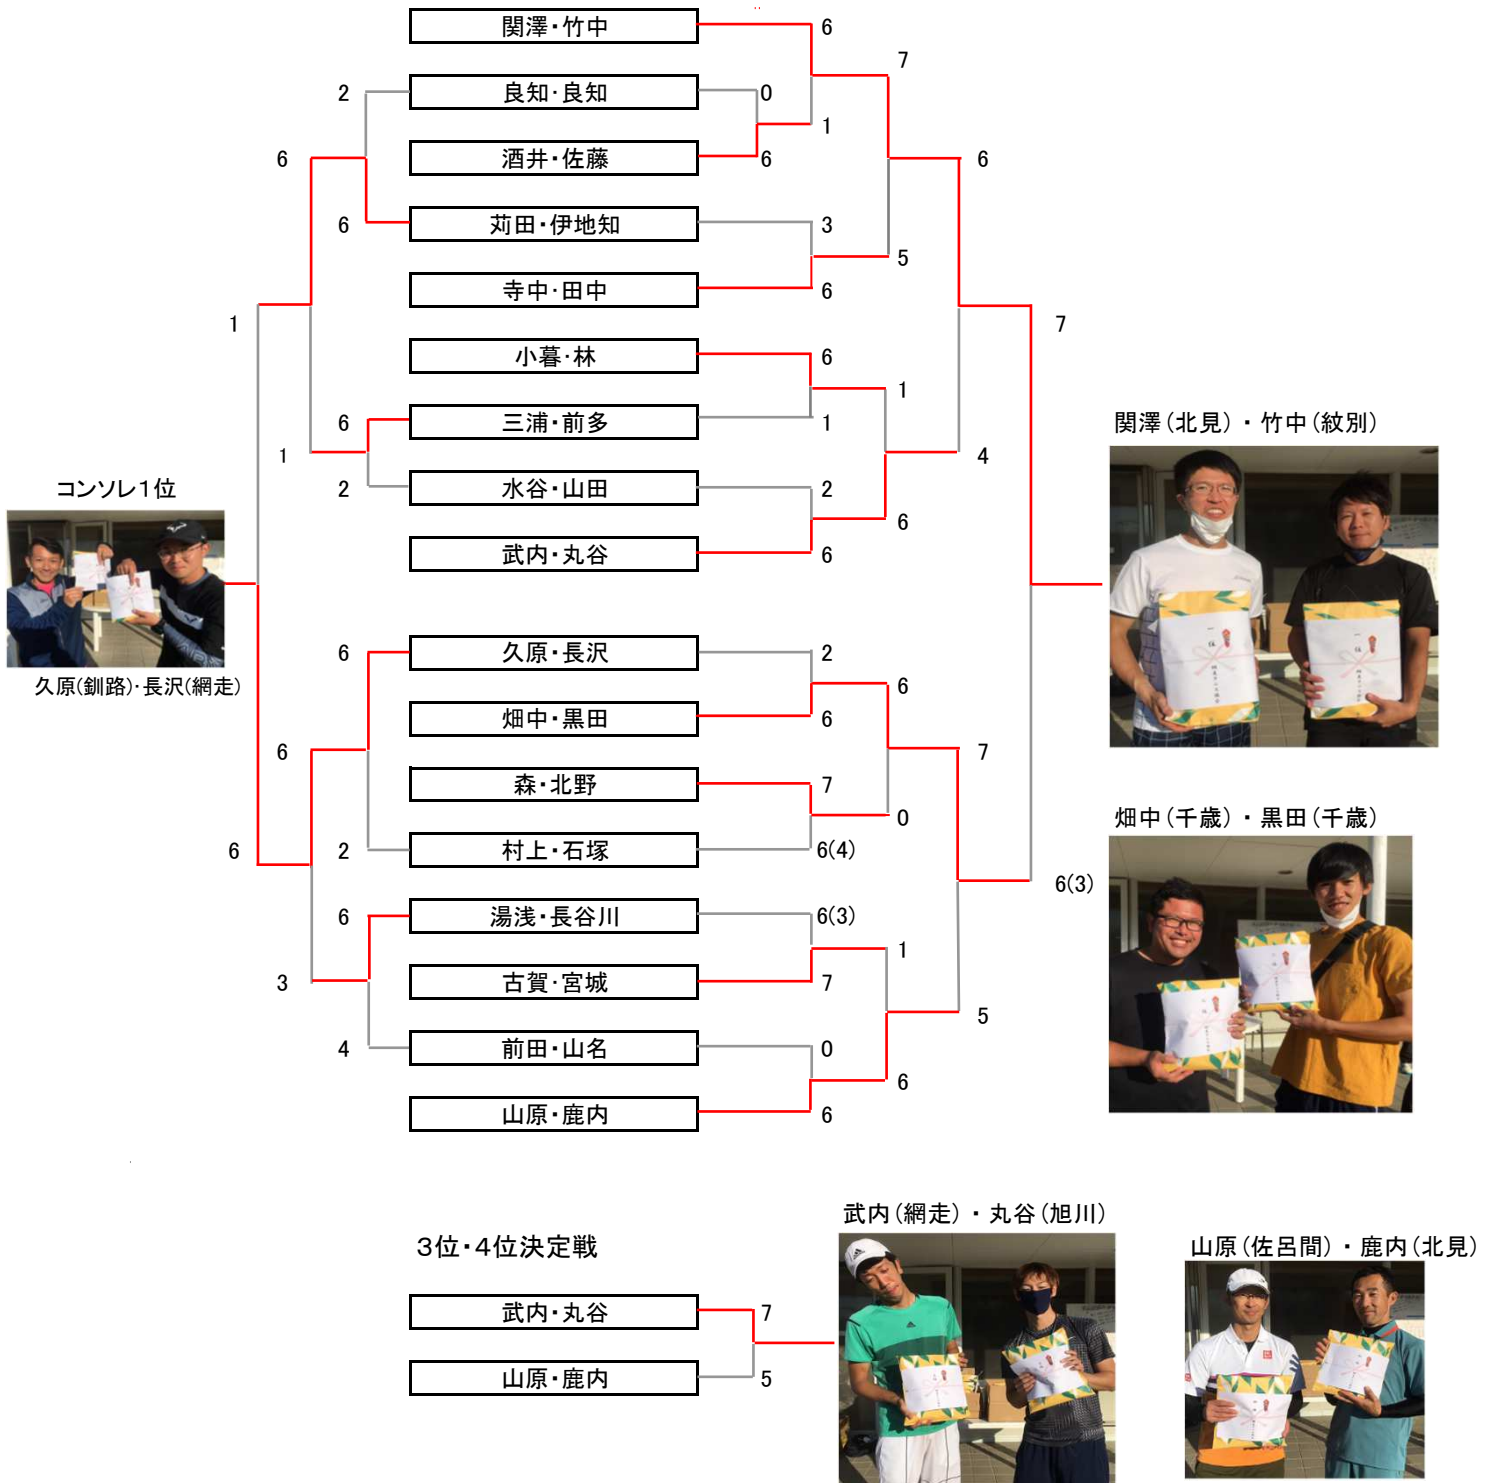 関澤・竹中
6
7
2
良知・良知
0
1
6
酒井・佐藤
6
6
6
苅田・伊地知
3
5
寺中・田中
6
1
7
小暮・林
6
1
6
三浦・前多
1
関澤(北見)・竹中(紋別)
1
4
コンソレ1位
2
水谷・山田
2
6
武内・丸谷
6
6
久原・長沢
2
久原(釧路)・長沢(網走)
6
畑中・黒田
6
6
7
森・北野
7
0
畑中(千歳)・黒田(千歳)
6
2
村上・石塚
6(4)
6(3)
6
湯浅・長谷川
6(3)
1
3
古賀・宮城
7
5
4
前田・山名
0
6
山原・鹿内
6
武内(網走)・丸谷(旭川)
3位・4位決定戦
山原(佐呂間)・鹿内(北見)
武内・丸谷
7
山原・鹿内
5